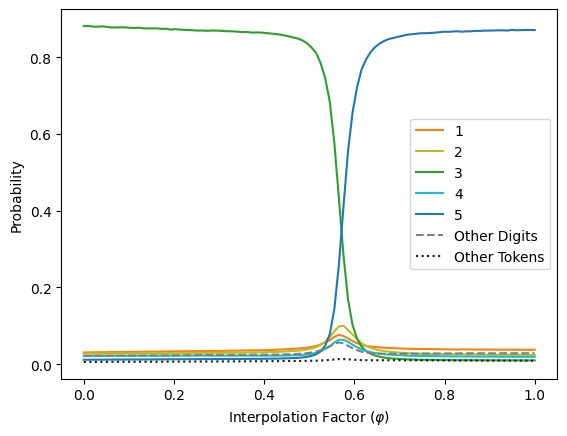 Probability
0.8
0.6
0.4
0.2
0.0
1
2
3
4
5
Other Digits
Other Tokens
0.0 0.2 0.4 0.6 0.8 1.0
Interpolation Factor (φ)